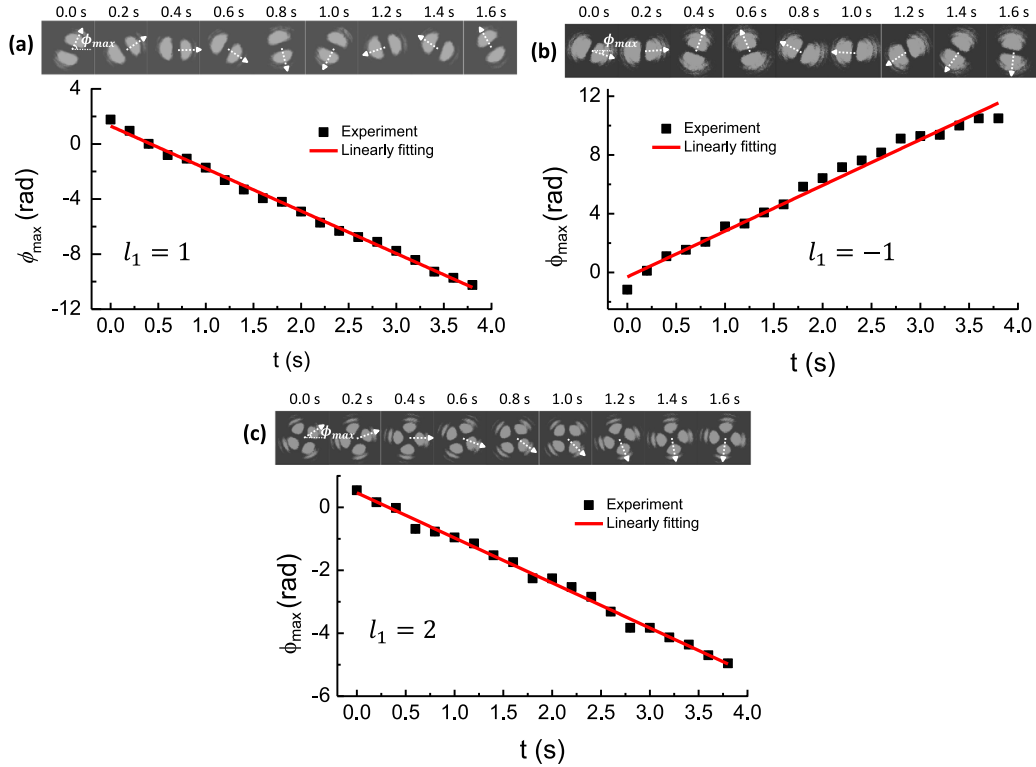 0.0 s 0.2 s 0.4 s 0.6 s 0.8 s 1.0 s 1.2 s 1.4 s 1.6 s
(a)
ϕmax
4
0
-4
-8
-12
ϕmax (rad)
Experiment
Linearly fitting
l1 = 1
0.0 0.5 1.0 1.5 2.0 2.5 3.0 3.5 4.0
t (s)
0.0 s 0.2 s 0.4 s 0.6 s 0.8 s 1.0 s 1.2 s 1.4 s 1.6 s
(b)
ϕmax
12
8
4
0
ϕmax (rad)
Experiment
Linearly fitting
l1 = −1
0.0 0.5 1.0 1.5 2.0 2.5 3.0 3.5 4.0
t (s)
0.0 s 0.2 s 0.4 s 0.6 s 0.8 s 1.0 s 1.2 s 1.4 s 1.6 s
(c)
ϕmax
0
-2
-4
-6
ϕmax (rad)
Experiment
Linearly fitting
l1 = 2
0.0 0.5 1.0 1.5 2.0 2.5 3.0 3.5 4.0
t (s)